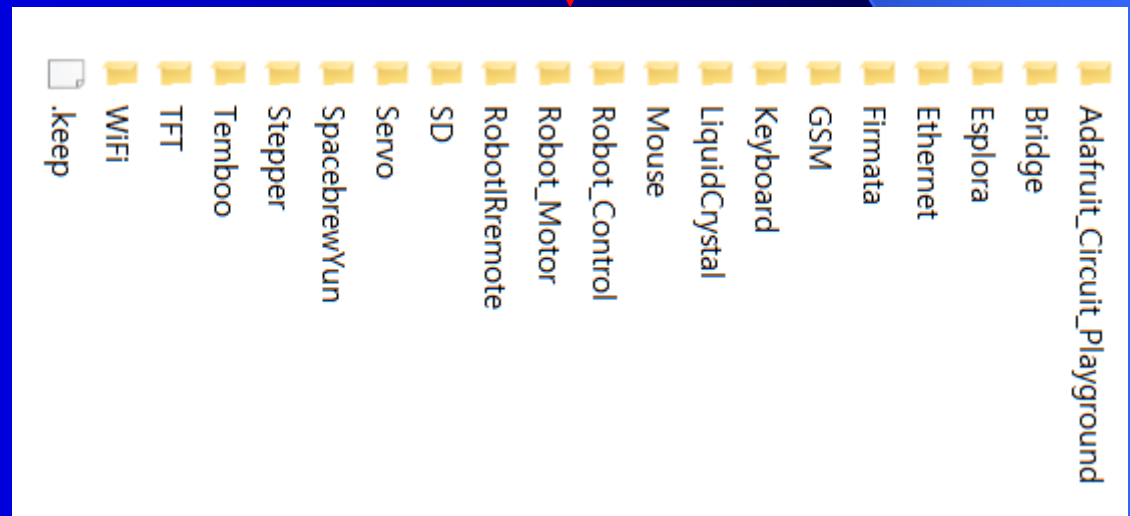 Adafruit_Circuit_Playground
Bridge
Esplora
Ethernet
Firmata
GSM
Keyboard
LiquidCrystal
Mouse
Robot_Control
Robot_Motor
RobotIRremote
SD
Servo
SpacebrewYun
Stepper
Temboo
TFT
WiFi
.keep